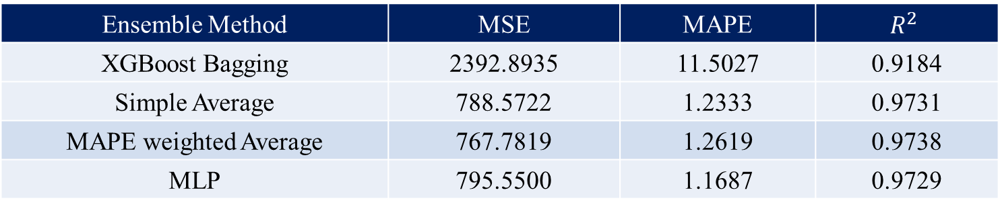 Ensemble Method MSE MAPE R²
XGBoost Bagging 2392.8935 11.5027 0.9184
Simple Average 788.5722 1.2333 0.9731
MAPE weighted Average 767.7819 1.2619 0.9738
MLP 795.5500 1.1687 0.9729